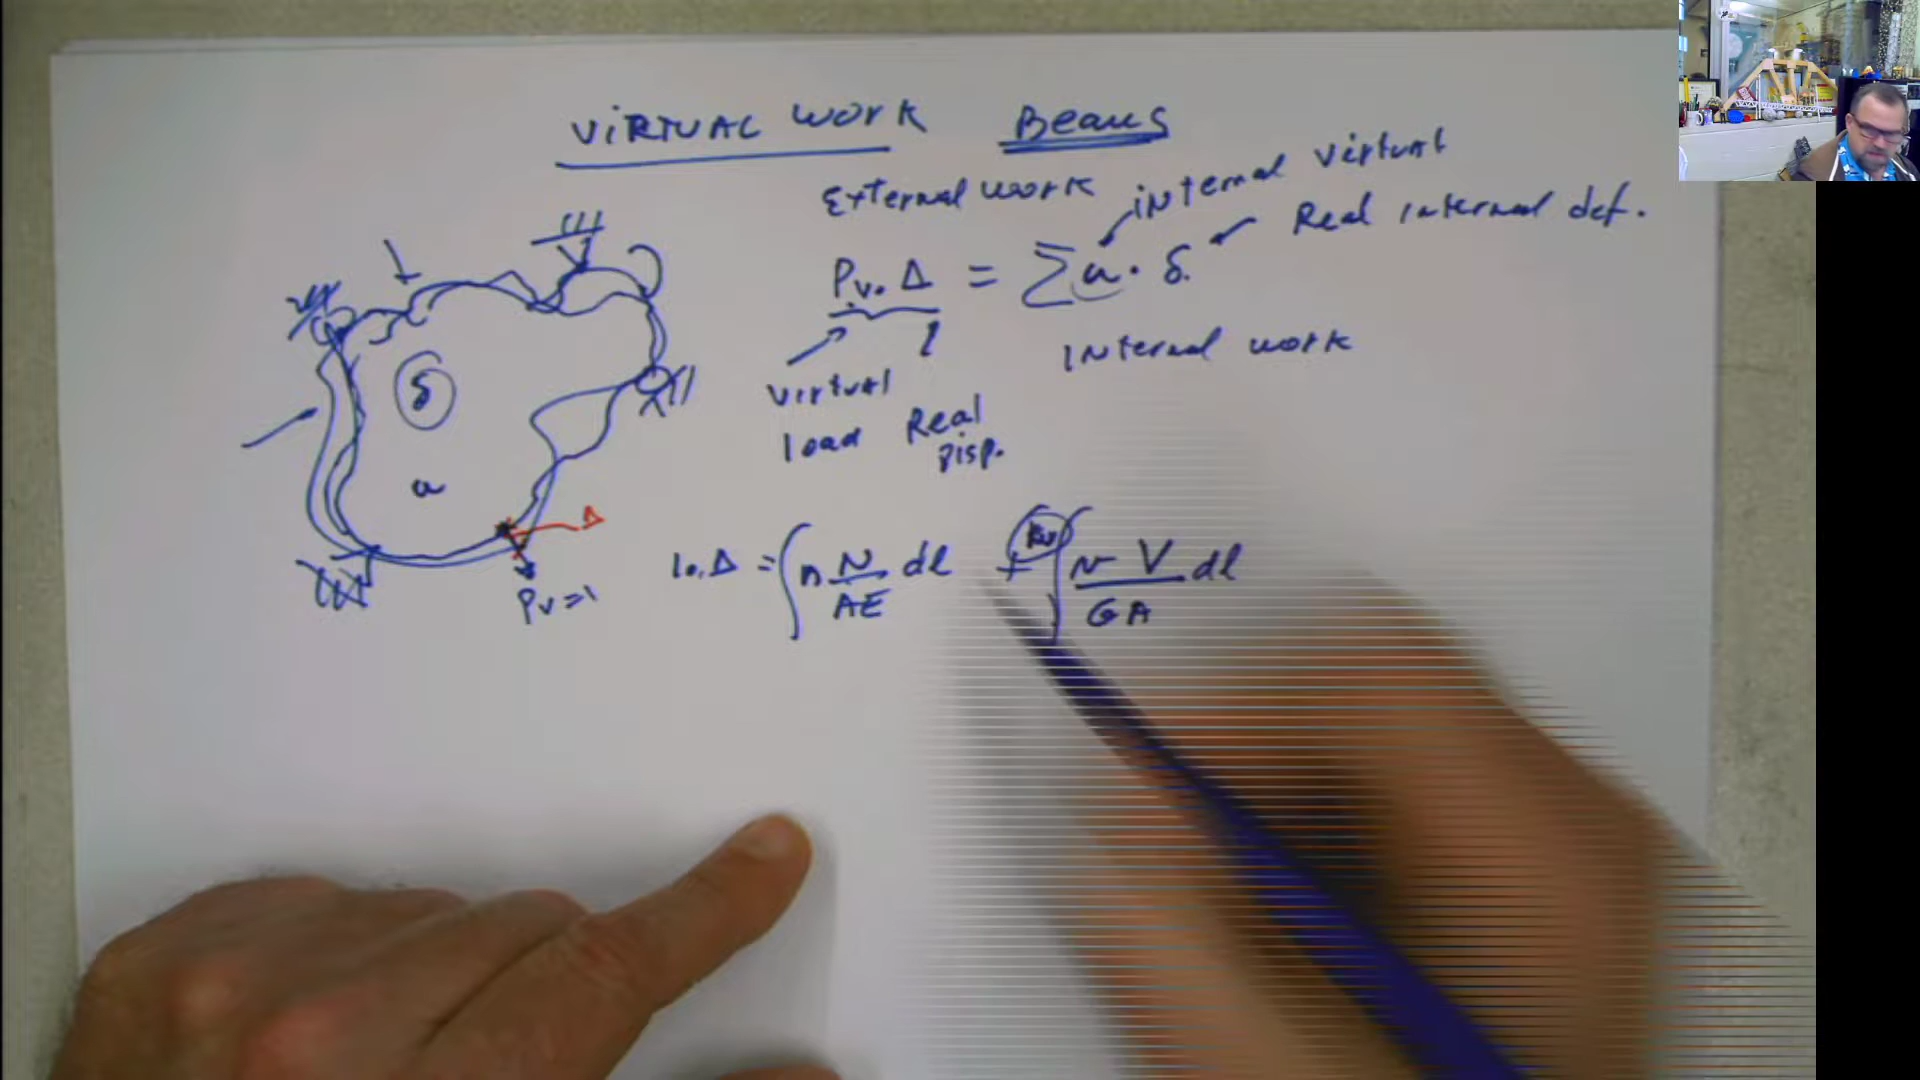 VIRTUAL WORK Beams
External work internal virtual
Real internal def.
Pv. Δ = Σ u · δ.
Internal work
virtual
load Real
Disp.
δ
u
Δ
Pv=1
1.Δ = ∫ n N/AE dl + ∫ v V/GA dl